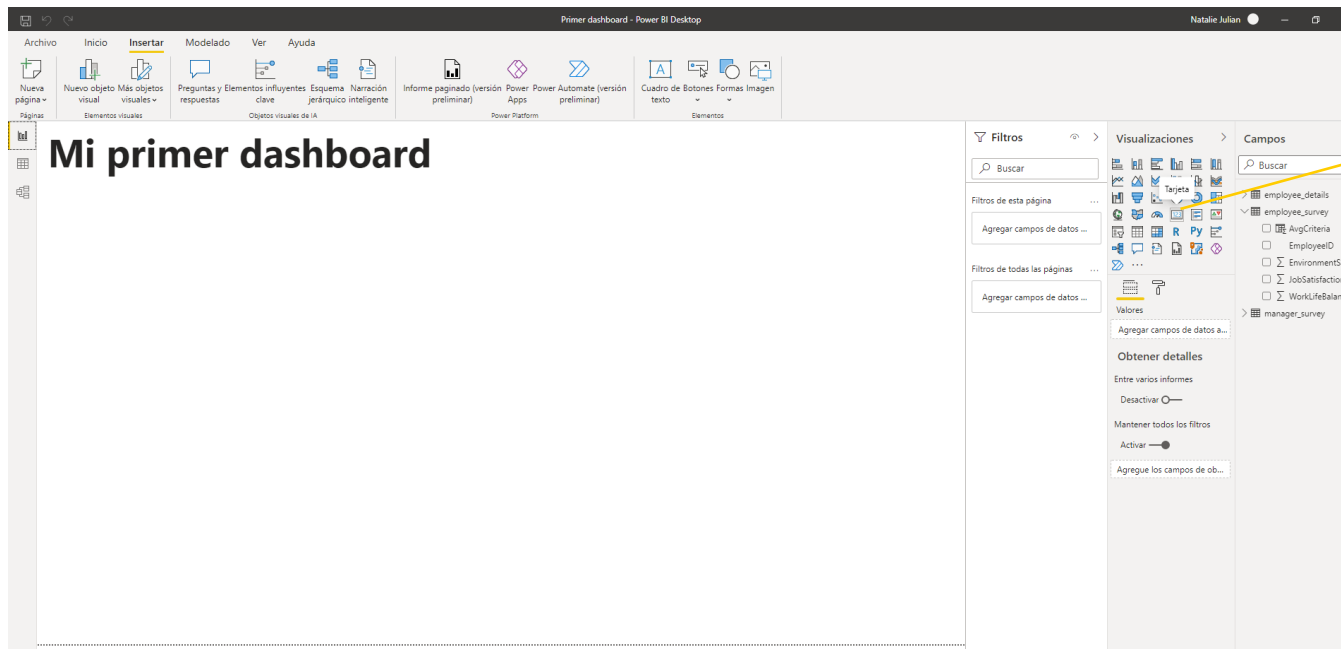 Primer dashboard - Power BI Desktop
Natalie Julian
Archivo Inicio Insertar Modelado Ver Ayuda
Nueva página
Nuevo objeto visual
Más objetos visuales
Preguntas y respuestas
Elementos influyentes clave
Esquema jerárquico
Narración inteligente
Informe paginado (versión preliminar)
Power Apps
Power Automate (versión preliminar)
Cuadro de texto
Botones
Formas
Imagen
Páginas
Elementos visuales
Objetos visuales de IA
Power Platform
Elementos
Mi primer dashboard
Filtros
Buscar
Filtros de esta página ...
Agregar campos de datos ...
Filtros de todas las páginas ...
Agregar campos de datos ...
Visualizaciones
Tarjeta
R Py
...
Valores
Agregar campos de datos a...
Obtener detalles
Entre varios informes
Desactivar
Mantener todos los filtros
Activar
Agregue los campos de ob...
Campos
Buscar
employee_details
employee_survey
AvgCriteria
EmployeeID
∑ EnvironmentS
∑ JobSatisfaction
∑ WorkLifeBalan
manager_survey